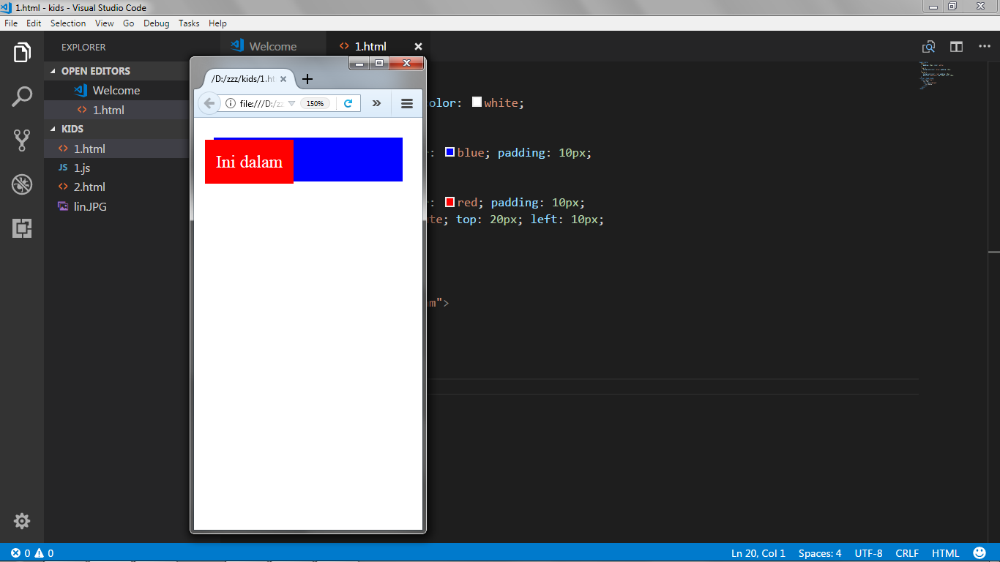 1.html - kids - Visual Studio Code
File Edit Selection View Go Debug Tasks Help
EXPLORER
OPEN EDITORS
Welcome
1.html
KIDS
1.html
JS 1.js
2.html
lin.JPG
Welcome 1.html
/D:/zzz/kids/1.ht
file:///D:/zz 150%
Ini dalam
color: white;
: blue; padding: 10px;
: red; padding: 10px;
te; top: 20px; left: 10px;
m">
0 0
Ln 20, Col 1 Spaces: 4 UTF-8 CRLF HTML